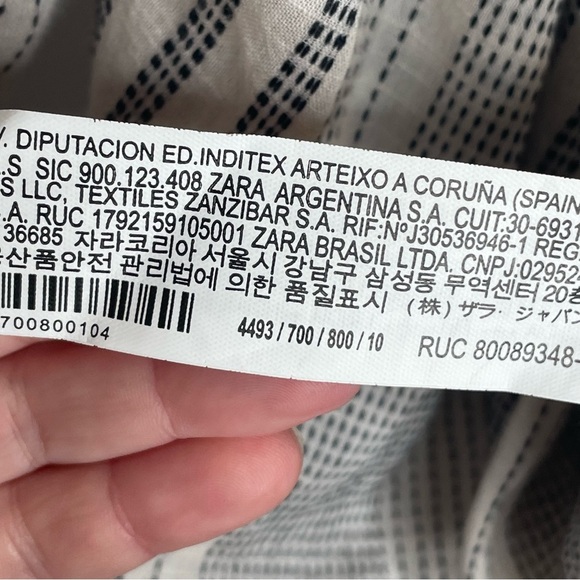 . DIPUTACION ED.INDITEX ARTEIXO A CORUÑA (SPAIN
.S SIC 900.123.408 ZARA ARGENTINA S.A. CUIT:30-6931
S LLC, TEXTILES ZANZIBAR S.A. RIF:NºJ30536946-1 REG
.A. RUC 1792159105001 ZARA BRASIL LTDA. CNPJ:02952
36685 자라코리아 서울시 강남구 삼성동 무역센터 20층
산품안전 관리법에 의한 품질표시 (株) ザラ・ジャパン
700800104
4493/700/800/10
RUC 80089348-